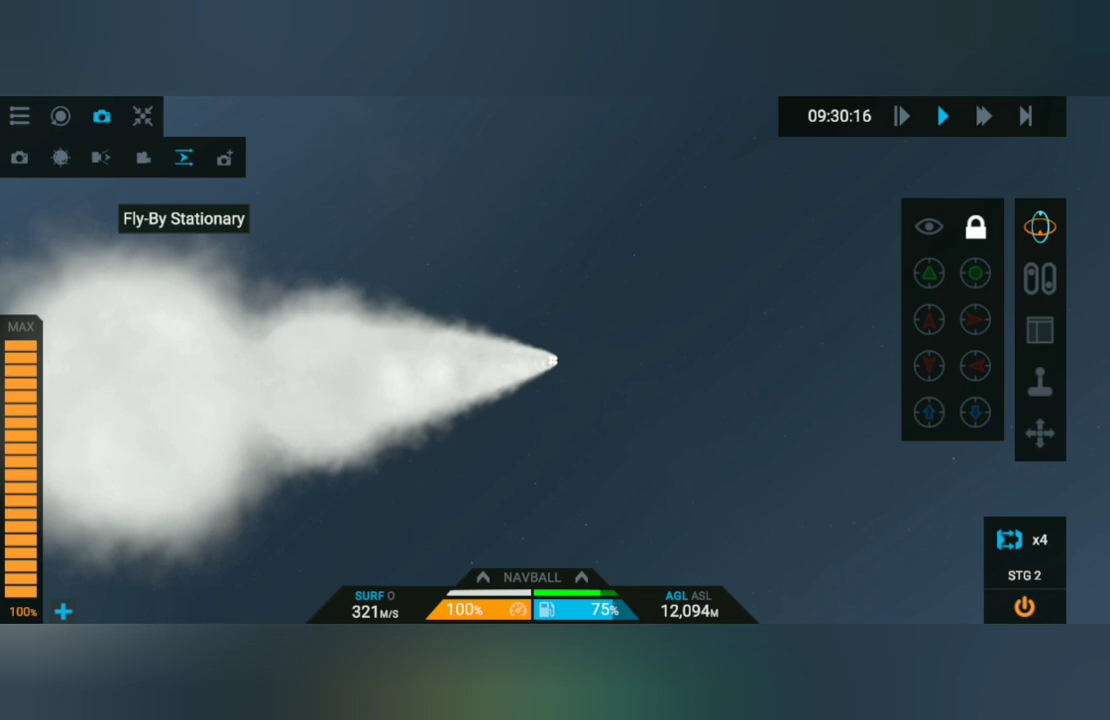 09:30:16
Fly-By Stationary
MAX
100%
NAVBALL
SURF O
321M/S
100%
75%
AGL ASL
12,094M
x4
STG 2